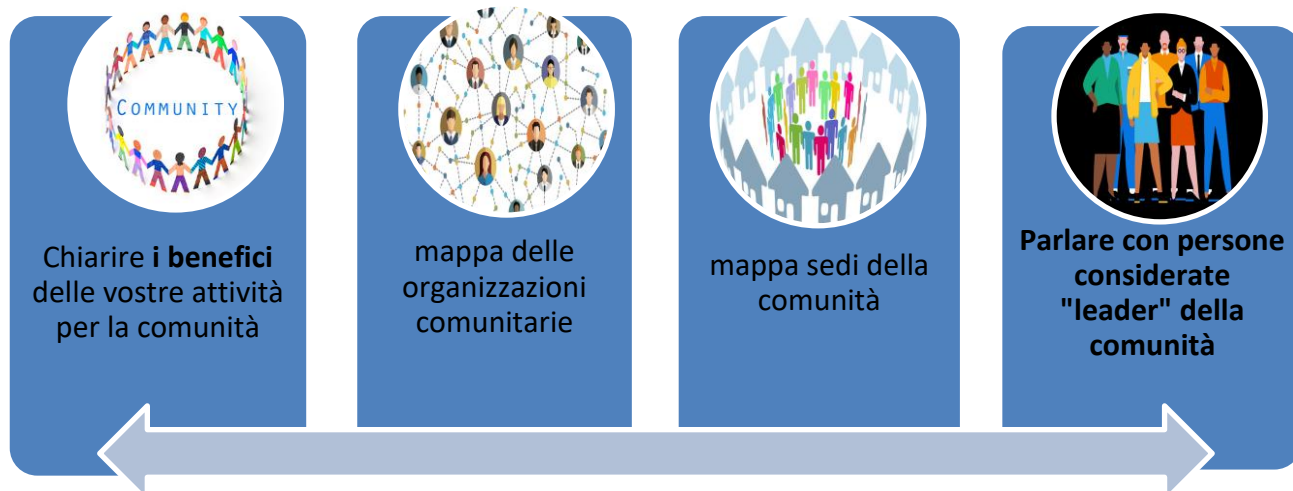 COMMUNITY
Chiarire i benefici
delle vostre attività
per la comunità
mappa delle
organizzazioni
comunitarie
mappa sedi della
comunità
Parlare con persone
considerate
"leader" della
comunità